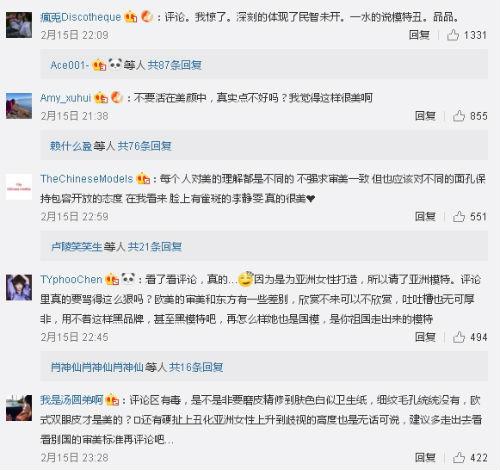 疯兔Discotheque：评论。我惊了。深刻的体现了民智未开。一水的说模特丑。品品。
2月15日 22:09 回复 1331
Ace001- 等人 共87条回复
Amy_xuhui：不要活在美颜中，真实点不好吗？我觉得这样很美啊
2月15日 21:38 回复 855
赖什么盈 等人 共76条回复
TheChineseModels：每个人对美的理解都是不同的 不强求审美一致 但也应该对不同的面孔保
持包容开放的态度 在我看来 脸上有雀斑的李静雯 真的很美❤
2月15日 22:59 回复 551
卢陵笑笑生 等人 共21条回复
TYphooChen：看了看评论，真的...因为是为亚洲女性打造，所以请了亚洲模特。评论
里真的要骂得这么狠吗？欧美的审美和东方有一些差别，欣赏不来可以不欣赏，吐吐槽也无可厚
非，用不着这样黑品牌，甚至黑模特吧，再怎么样她也是国模，是你祖国走出来的模特
2月15日 22:45 回复 494
肖神仙肖神仙肖神仙 等人 共16条回复
我是汤圆弟啊：评论区有毒，是不是非要磨皮精修到肤色白似卫生纸，细纹毛孔统统没有，欧
式双眼皮才是美的？还有硬扯上丑化亚洲女性上升到歧视的高度也是无话可说，建议多走出去看
看别国的审美标准再评论吧...
2月15日 23:28 回复 422